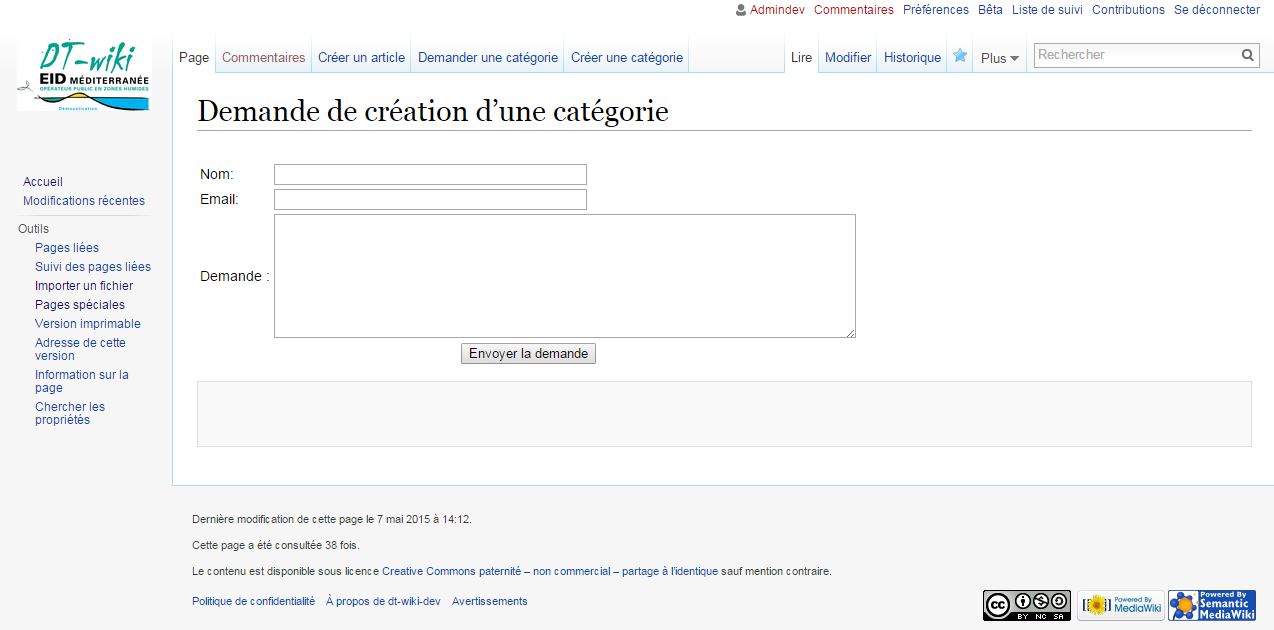 Admindev Commentaires Préférences Bêta Liste de suivi Contributions Se déconnecter
DT-wiki
EID MÉDITERRANÉE
OPÉRATEUR PUBLIC EN ZONES HUMIDES
Démoustication
Page Commentaires Créer un article Demander une catégorie Créer une catégorie Lire Modifier Historique Plus Rechercher
Demande de création d’une catégorie
Nom:
Email:
Demande :
Envoyer la demande
Accueil
Modifications récentes
Outils
Pages liées
Suivi des pages liées
Importer un fichier
Pages spéciales
Version imprimable
Adresse de cette
version
Information sur la
page
Chercher les
propriétés
Dernière modification de cette page le 7 mai 2015 à 14:12.
Cette page a été consultée 38 fois.
Le contenu est disponible sous licence Creative Commons paternité – non commercial – partage à l’identique sauf mention contraire.
Politique de confidentialité À propos de dt-wiki-dev Avertissements
cc BY NC SA
Powered By
MediaWiki
Powered By
Semantic
MediaWiki